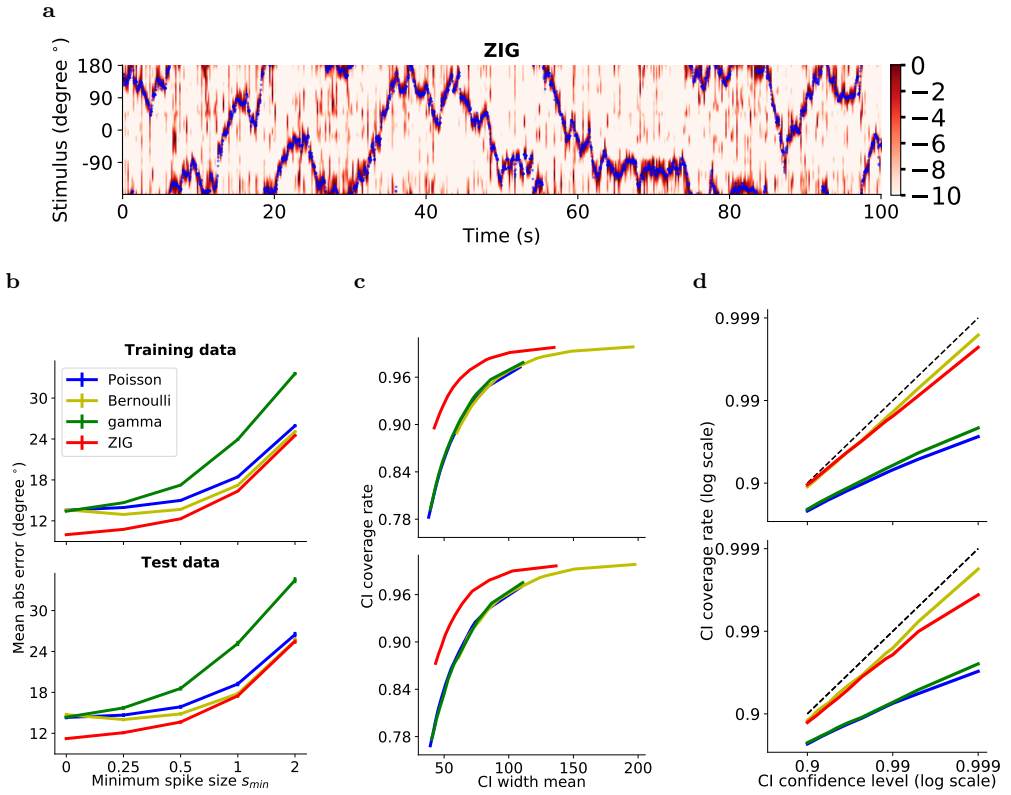 a
ZIG
Stimulus (degree °)
180
90
0
-90
0
20
40
60
80
100
Time (s)
0
−2
−4
−6
−8
−10
b
c
d
Training data
Poisson
Bernoulli
gamma
ZIG
30
24
18
12
Test data
30
24
18
12
Mean abs error (degree °)
0
0.25
0.5
1
2
Minimum spike size smin
0.96
0.90
0.84
0.78
0.96
0.90
0.84
0.78
CI coverage rate
50
100
150
200
CI width mean
0.999
0.99
0.9
0.999
0.99
0.9
CI coverage rate (log scale)
0.9
0.99
0.999
CI confidence level (log scale)